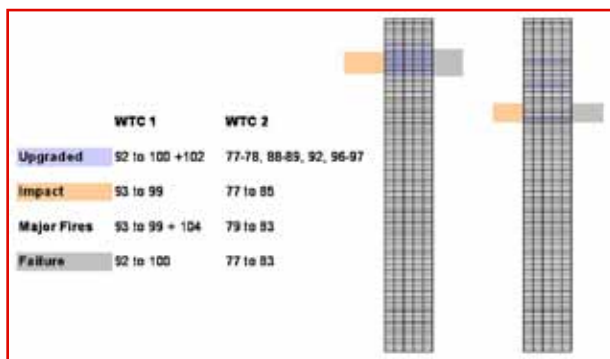 WTC 1 WTC 2
Upgraded 92 to 100 +102 77-78, 88-89, 92, 96-97
Impact 93 to 99 77 to 85
Major Fires 93 to 99 + 104 79 to 83
Failure 92 to 100 77 to 83